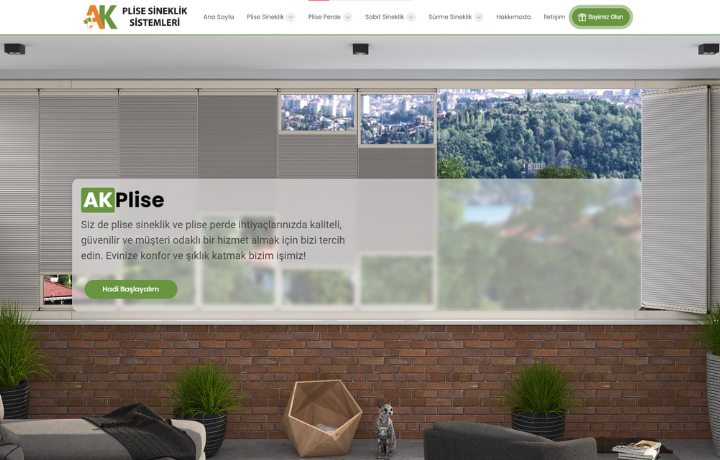 AK PLİSE SİNEKLİK
SİSTEMLERİ
Ana Sayfa Plise Sineklik Plise Perde Sabit Sineklik Sürme Sineklik Hakkımızda İletişim Bayimiz Olun
AKPlise
Siz de plise sineklik ve plise perde ihtiyaçlarınızda kaliteli,
güvenilir ve müşteri odaklı bir hizmet almak için bizi tercih
edin. Evinize konfor ve şıklık katmak bizim işimiz!
Hadi Başlayalım